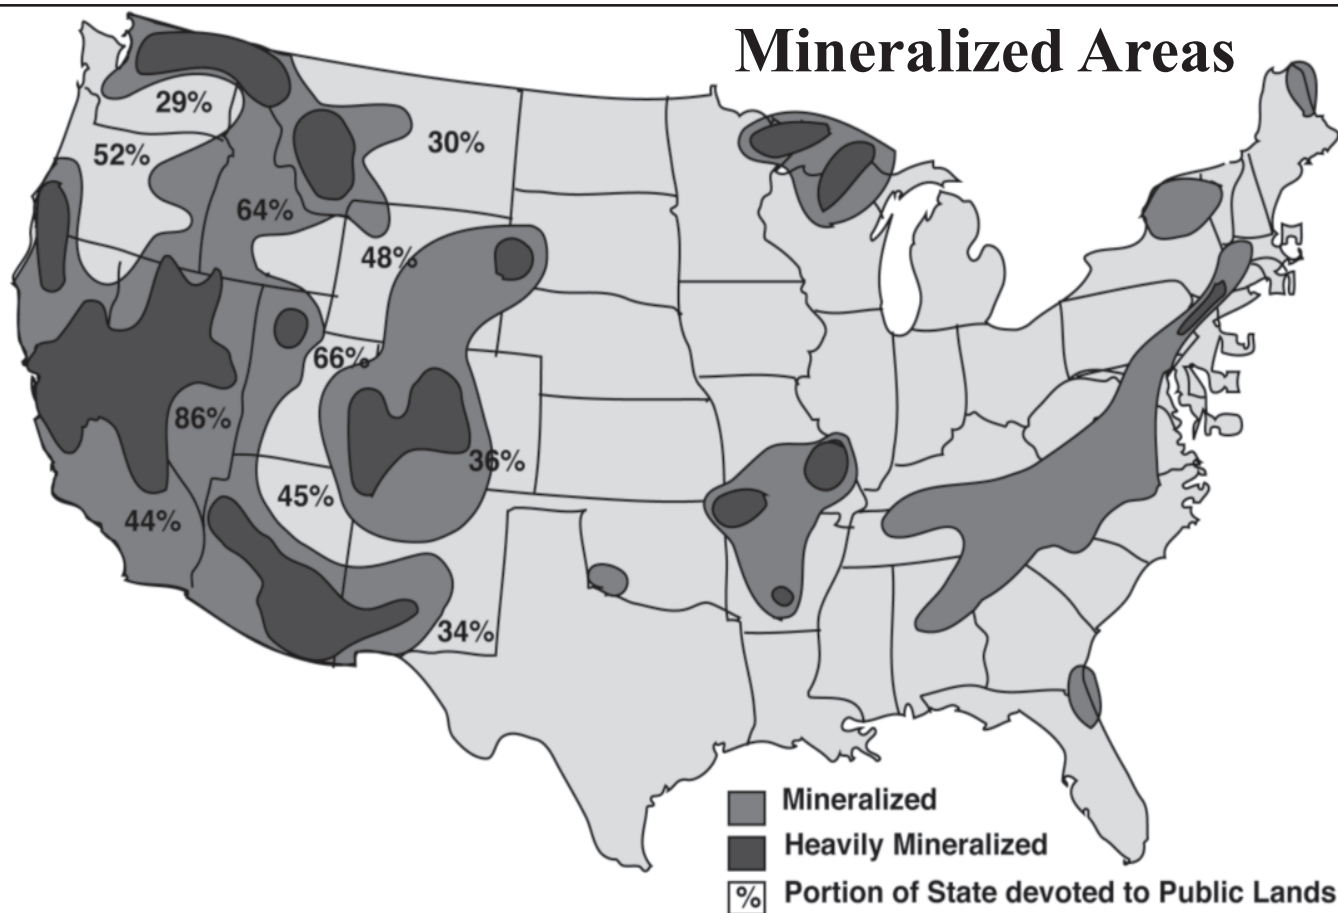 Mineralized Areas
29%
30%
52%
64%
48%
66%
86%
36%
45%
44%
34%
Mineralized
Heavily Mineralized
% Portion of State devoted to Public Lands